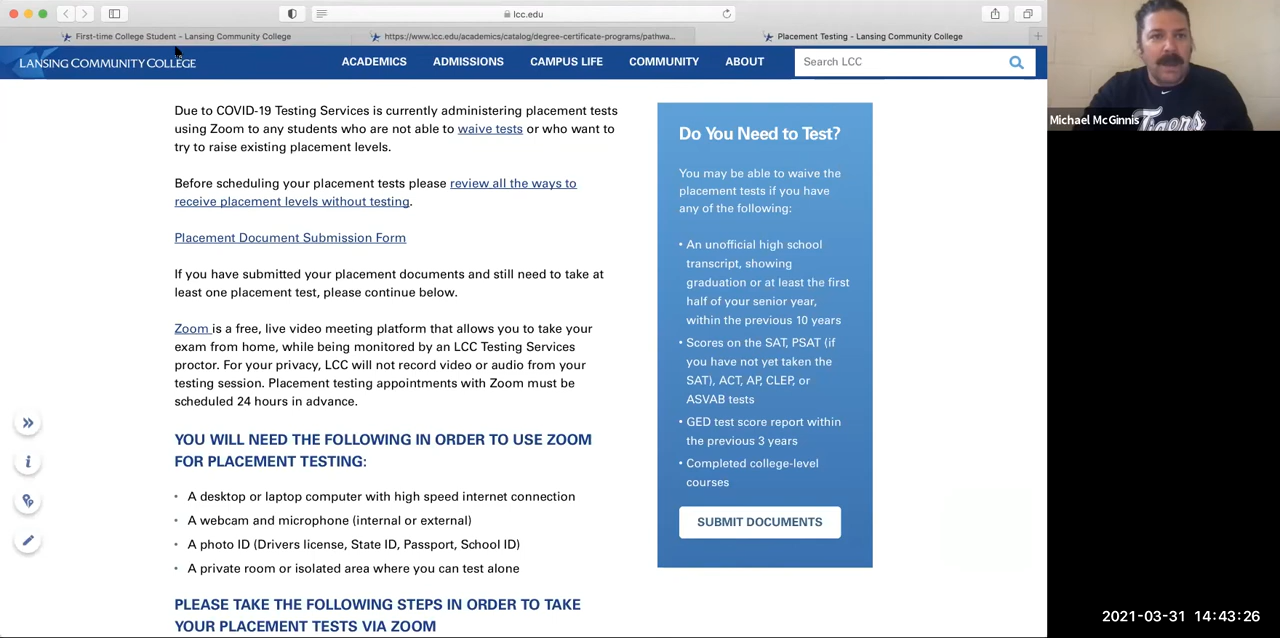 lcc.edu
First-time College Student – Lansing Community College
https://www.lcc.edu/academics/catalog/degree-certificate-programs/pathwa...
Placement Testing – Lansing Community College
LANSING COMMUNITY COLLEGE
ACADEMICS
ADMISSIONS
CAMPUS LIFE
COMMUNITY
ABOUT
Search LCC
Michael McGinnis
Tigers
Due to COVID-19 Testing Services is currently administering placement tests
using Zoom to any students who are not able to waive tests or who want to
try to raise existing placement levels.
Before scheduling your placement tests please review all the ways to
receive placement levels without testing.
Placement Document Submission Form
If you have submitted your placement documents and still need to take at
least one placement test, please continue below.
Zoom is a free, live video meeting platform that allows you to take your
exam from home, while being monitored by an LCC Testing Services
proctor. For your privacy, LCC will not record video or audio from your
testing session. Placement testing appointments with Zoom must be
scheduled 24 hours in advance.
YOU WILL NEED THE FOLLOWING IN ORDER TO USE ZOOM
FOR PLACEMENT TESTING:
• A desktop or laptop computer with high speed internet connection
• A webcam and microphone (internal or external)
• A photo ID (Drivers license, State ID, Passport, School ID)
• A private room or isolated area where you can test alone
PLEASE TAKE THE FOLLOWING STEPS IN ORDER TO TAKE
YOUR PLACEMENT TESTS VIA ZOOM
Do You Need to Test?
You may be able to waive the
placement tests if you have
any of the following:
• An unofficial high school
transcript, showing
graduation or at least the first
half of your senior year,
within the previous 10 years
• Scores on the SAT, PSAT (if
you have not yet taken the
SAT), ACT, AP, CLEP, or
ASVAB tests
• GED test score report within
the previous 3 years
• Completed college-level
courses
SUBMIT DOCUMENTS
2021-03-31 14:43:26